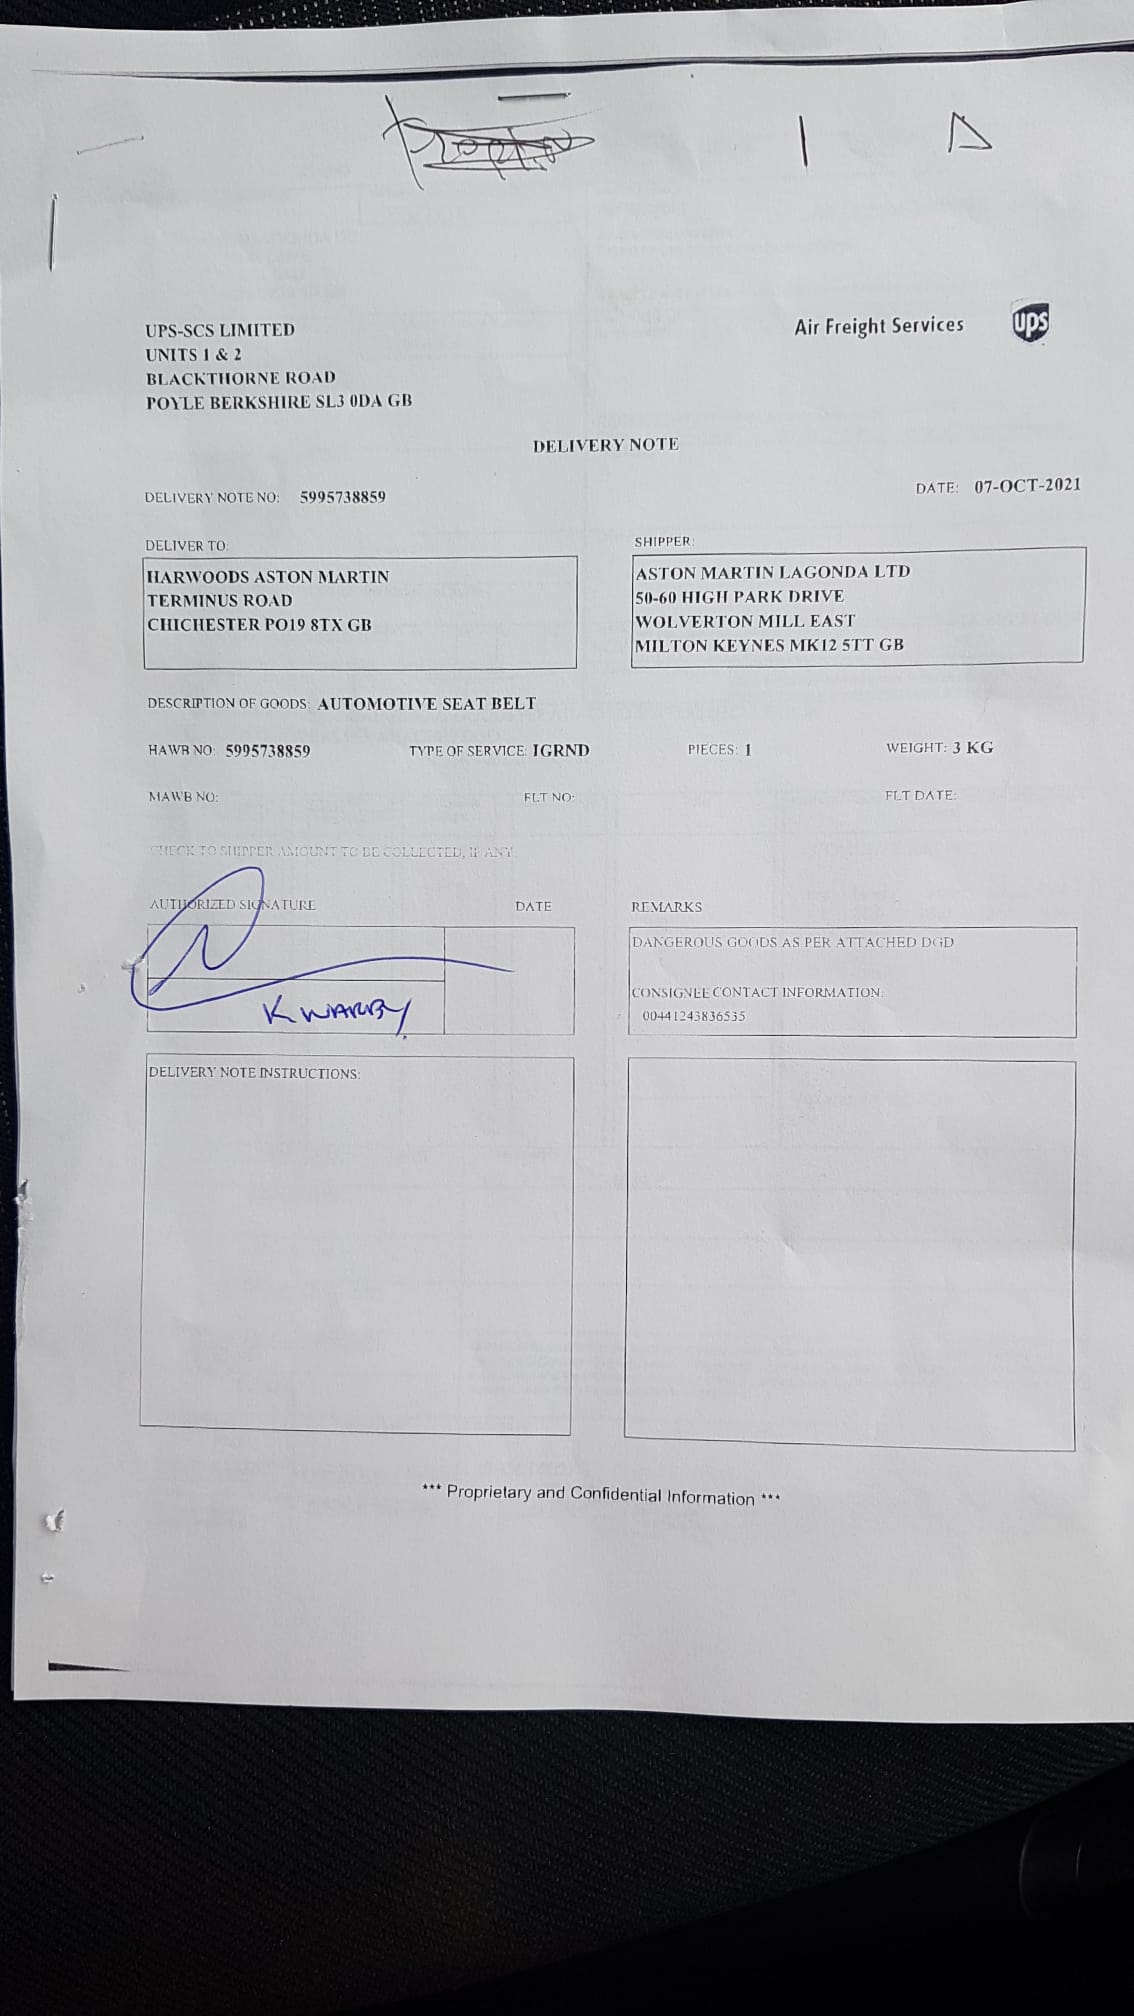 1 D
UPS-SCS LIMITED
UNITS 1 & 2
BLACKTHORNE ROAD
POYLE BERKSHIRE SL3 0DA GB
Air Freight Services
ups
DELIVERY NOTE
DELIVERY NOTE NO: 5995738859
DATE: 07-OCT-2021
DELIVER TO:
HARWOODS ASTON MARTIN
TERMINUS ROAD
CHICHESTER PO19 8TX GB
SHIPPER:
ASTON MARTIN LAGONDA LTD
50-60 HIGH PARK DRIVE
WOLVERTON MILL EAST
MILTON KEYNES MK12 5TT GB
DESCRIPTION OF GOODS: AUTOMOTIVE SEAT BELT
HAWB NO: 5995738859 TYPE OF SERVICE: IGRND PIECES: 1 WEIGHT: 3 KG
MAWB NO: FLT NO: FLT DATE:
CHECK TO SHIPPER AMOUNT TO BE COLLECTED, IF ANY
AUTHORIZED SIGNATURE DATE
K WARBY
REMARKS
DANGEROUS GOODS AS PER ATTACHED DGD
CONSIGNEE CONTACT INFORMATION:
00441243836535
DELIVERY NOTE INSTRUCTIONS:
*** Proprietary and Confidential Information ***